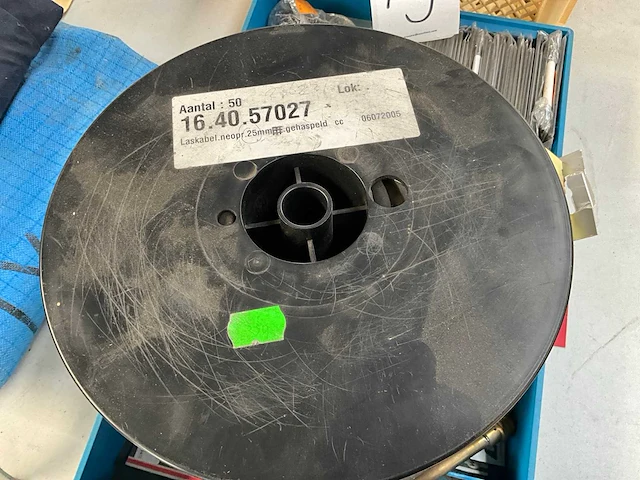 Aantal : 50 Lok: -
16.40.57027
Laskabel.neopr.25mm gehaspeld cc 06072005